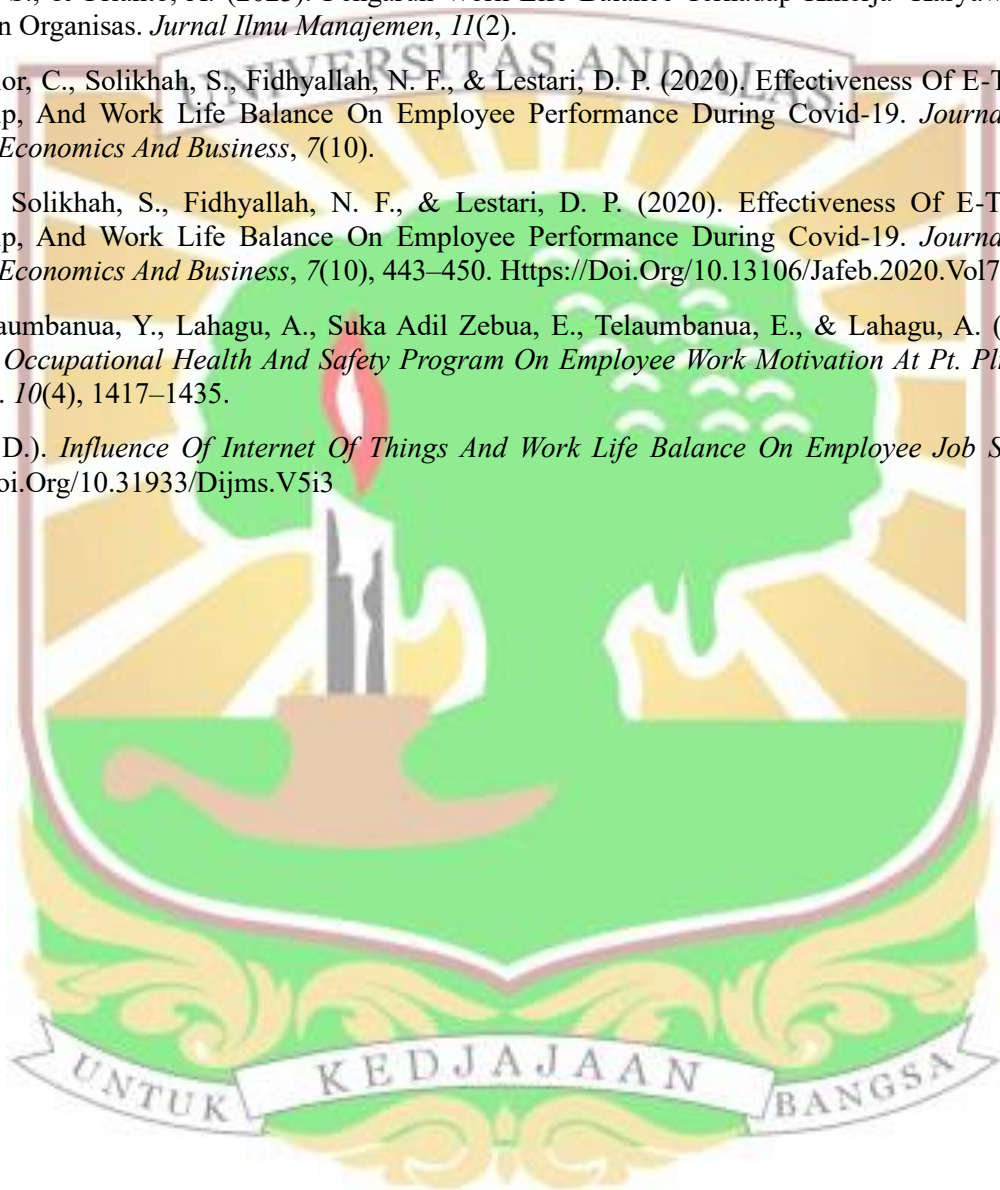 n Organisas. Jurnal Ilmu Manajemen, 11(2).
UNIVERSITAS ANDALAS
or, C., Solikhah, S., Fidhyallah, N. F., & Lestari, D. P. (2020). Effectiveness Of E-T
p, And Work Life Balance On Employee Performance During Covid-19. Journa
Economics And Business, 7(10).
Solikhah, S., Fidhyallah, N. F., & Lestari, D. P. (2020). Effectiveness Of E-T
p, And Work Life Balance On Employee Performance During Covid-19. Journa
Economics And Business, 7(10), 443–450. Https://Doi.Org/10.13106/Jafeb.2020.Vol7
aumbanua, Y., Lahagu, A., Suka Adil Zebua, E., Telaumbanua, E., & Lahagu, A. (
Occupational Health And Safety Program On Employee Work Motivation At Pt. Pl
. 10(4), 1417–1435.
D.). Influence Of Internet Of Things And Work Life Balance On Employee Job S
oi.Org/10.31933/Dijms.V5i3
UNTUK KEDJAJAAN BANGSA